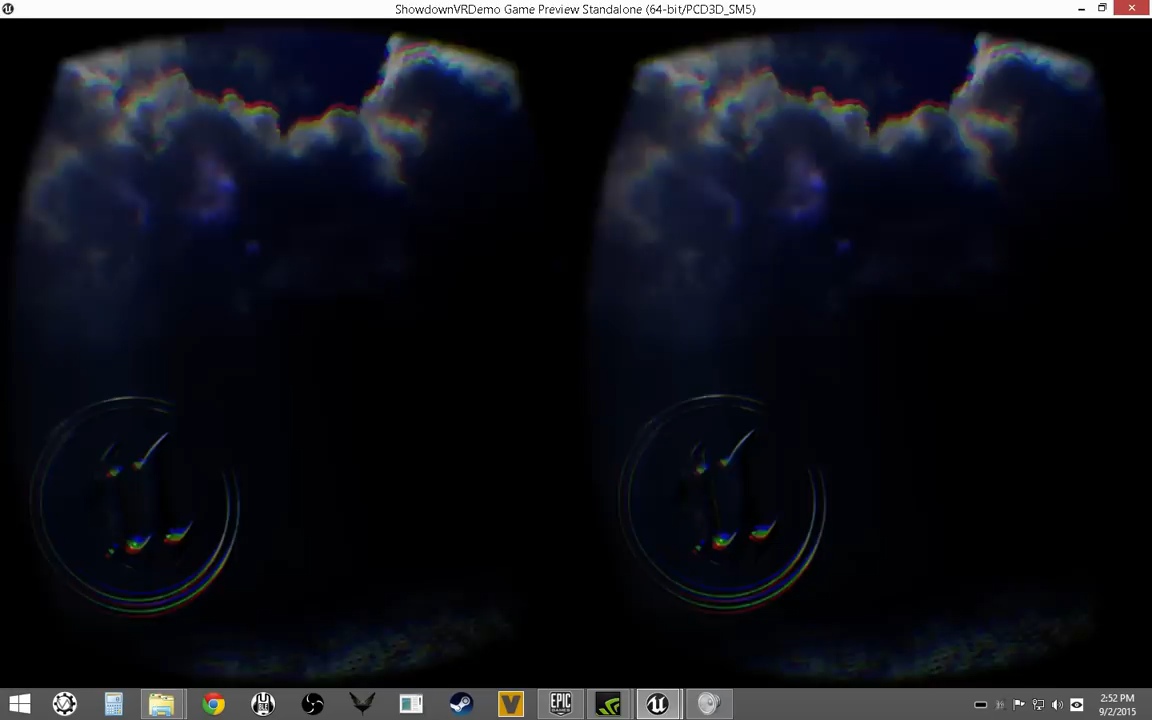 ShowdownVRDemo Game Preview Standalone (64-bit/PCD3D_SM5)
EPIC
GAMES
2:52 PM
9/2/2015